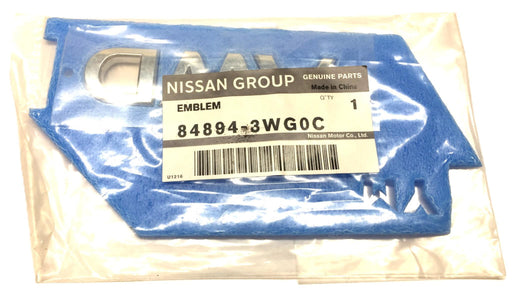 NISSAN GROUP GENUINE PARTS
Made in China
EMBLEM Q'TY 1
84894-3WG0C
Nissan Motor Co., Ltd.
U1216